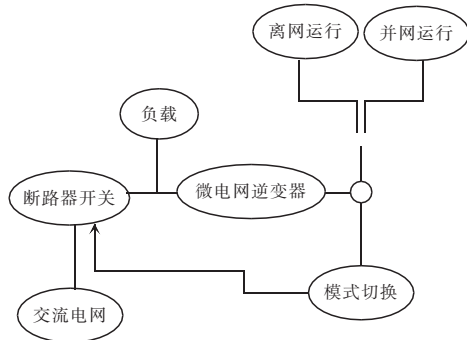 离网运行
并网运行
负载
断路器开关
微电网逆变器
交流电网
模式切换